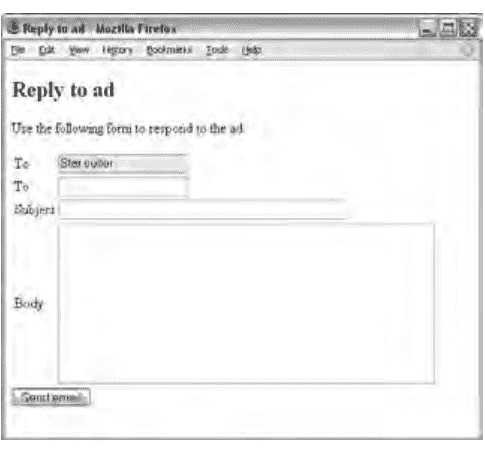 Reply to ad - Mozilla Firefox
File Edit View History Bookmarks Tools Help
Reply to ad
Use the following form to respond to the ad
To
To
Subject
Body
Send email